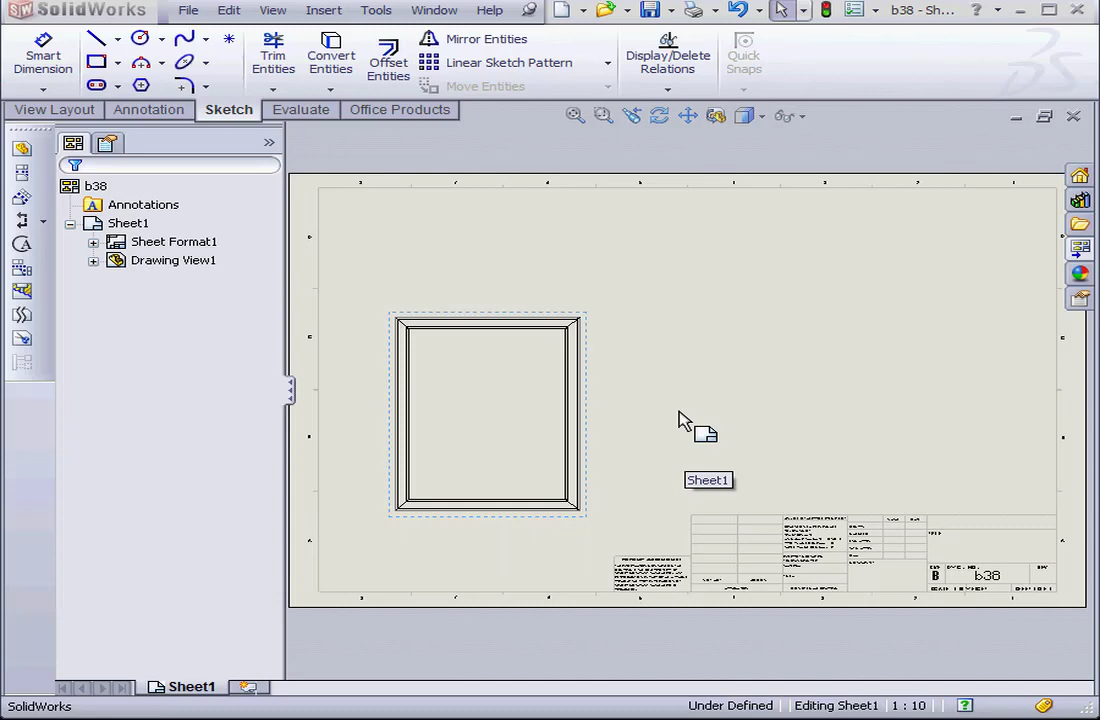 SolidWorks File Edit View Insert Tools Window Help b38 - Sh... ?
Smart Dimension
Trim Entities
Convert Entities
Offset Entities
Mirror Entities
Linear Sketch Pattern
Move Entities
Display/Delete Relations
Quick Snaps
View Layout Annotation Sketch Evaluate Office Products
b38
Annotations
Sheet1
Sheet Format1
Drawing View1
Sheet1
B b38
Sheet1
SolidWorks Under Defined Editing Sheet1 1 : 10 ?